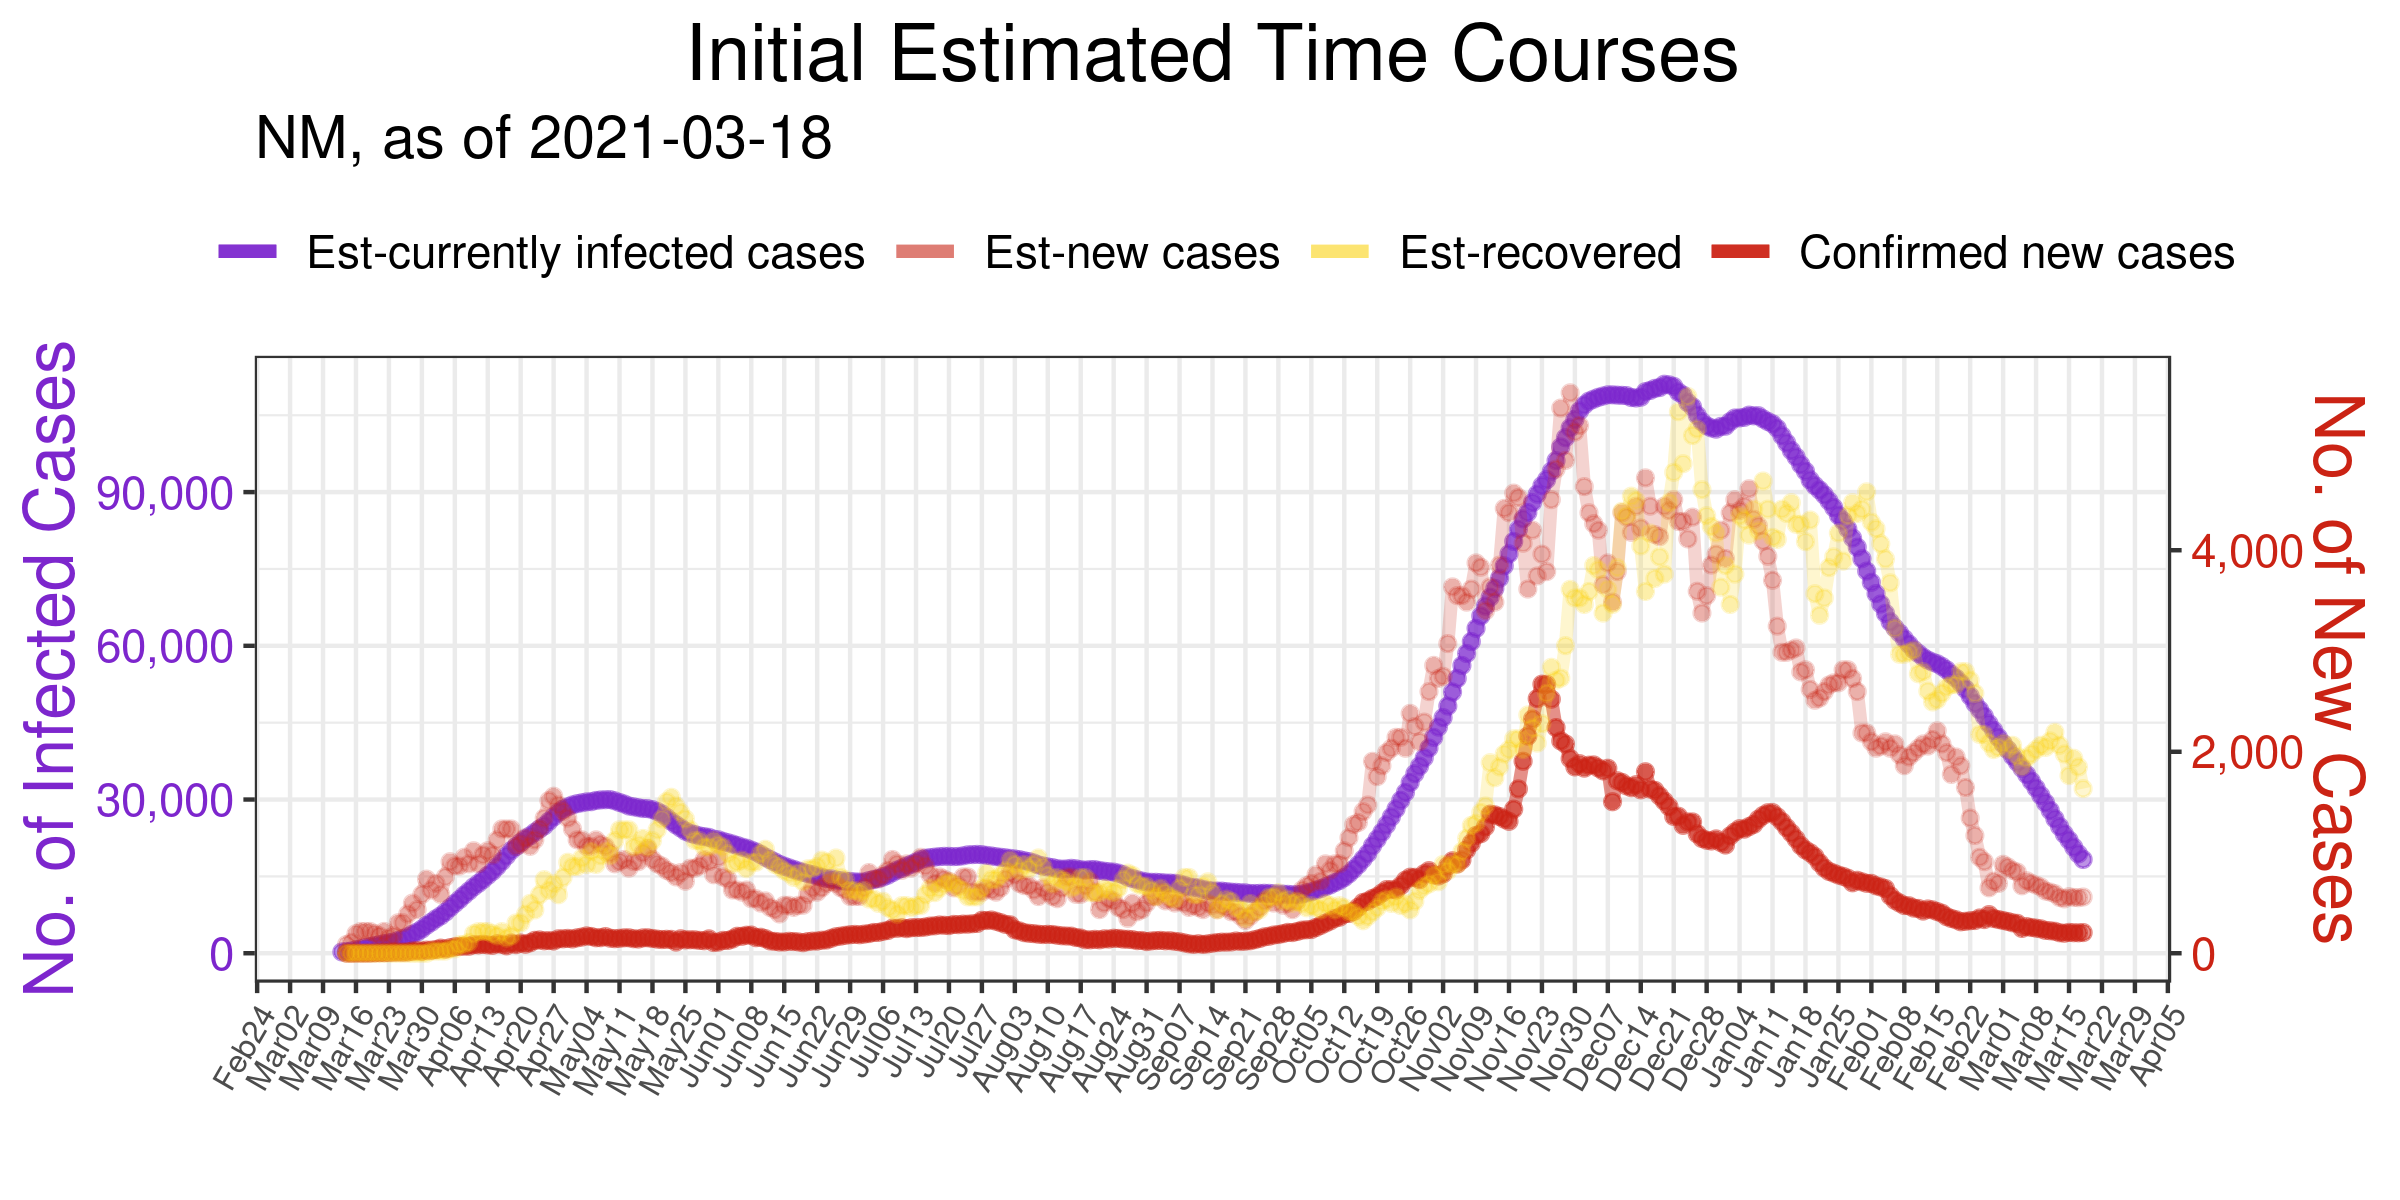 Initial Estimated Time Courses
NM, as of 2021-03-18
Est-currently infected cases
Est-new cases
Est-recovered
Confirmed new cases
No. of Infected Cases
90,000
60,000
30,000
0
No. of New Cases
4,000
2,000
0
Feb24
Mar02
Mar09
Mar16
Mar23
Mar30
Apr06
Apr13
Apr20
Apr27
May04
May11
May18
May25
Jun01
Jun08
Jun15
Jun22
Jun29
Jul06
Jul13
Jul20
Jul27
Aug03
Aug10
Aug17
Aug24
Aug31
Sep07
Sep14
Sep21
Sep28
Oct05
Oct12
Oct19
Oct26
Nov02
Nov09
Nov16
Nov23
Nov30
Dec07
Dec14
Dec21
Dec28
Jan04
Jan11
Jan18
Jan25
Feb01
Feb08
Feb15
Feb22
Mar01
Mar08
Mar15
Mar22
Mar29
Apr05